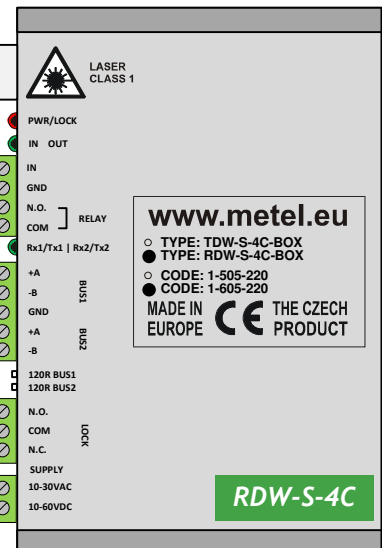 LASER
CLASS 1
PWR/LOCK
IN OUT
IN
GND
N.O.
COM
RELAY
Rx1/Tx1 | Rx2/Tx2
+A
-B
BUS1
GND
+A
-B
BUS2
120R BUS1
120R BUS2
N.O.
COM
N.C.
LOCK
SUPPLY
10-30VAC
10-60VDC
www.metel.eu
TYPE: TDW-S-4C-BOX
TYPE: RDW-S-4C-BOX
CODE: 1-505-220
CODE: 1-605-220
MADE IN
EUROPE
CE
THE CZECH
PRODUCT
RDW-S-4C